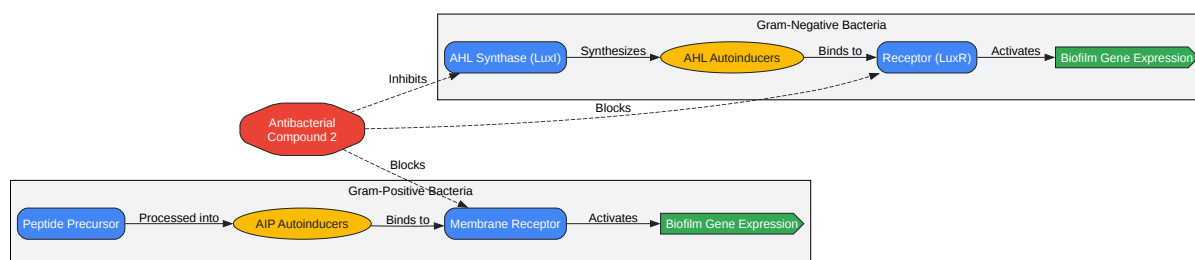 Gram-Negative Bacteria
AHL Synthase (LuxI)
Synthesizes
AHL Autoinducers
Binds to
Receptor (LuxR)
Activates
Biofilm Gene Expression
Inhibits
Blocks
Antibacterial
Compound 2
Blocks
Gram-Positive Bacteria
Peptide Precursor
Processed into
AIP Autoinducers
Binds to
Membrane Receptor
Activates
Biofilm Gene Expression